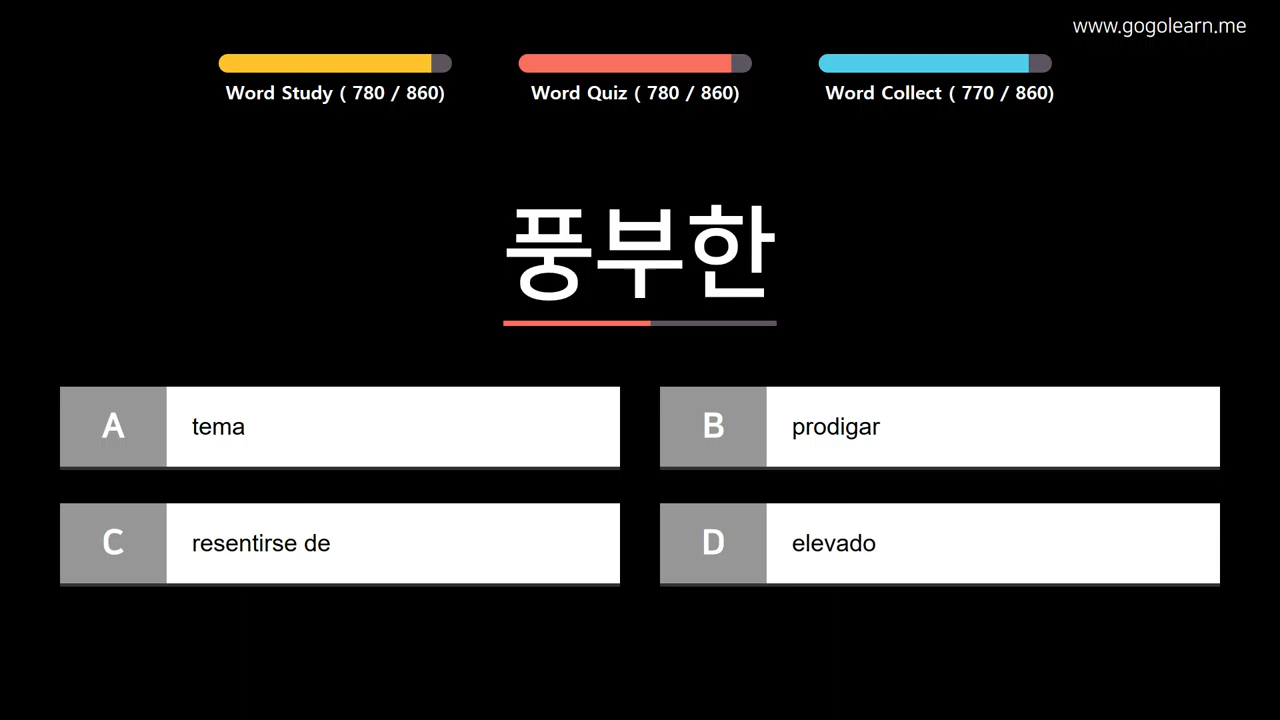 www.gogolearn.me
Word Study ( 780 / 860)
Word Quiz ( 780 / 860)
Word Collect ( 770 / 860)
풍부한
A
tema
B
prodigar
C
resentirse de
D
elevado